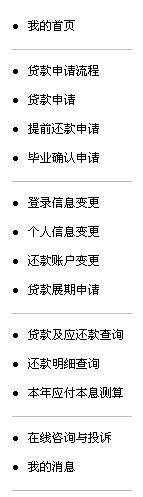 我的首页
贷款申请流程
贷款申请
提前还款申请
毕业确认申请
登录信息变更
个人信息变更
还款账户变更
贷款展期申请
贷款及应还款查询
还款明细查询
本年应付本息测算
在线咨询与投诉
我的消息